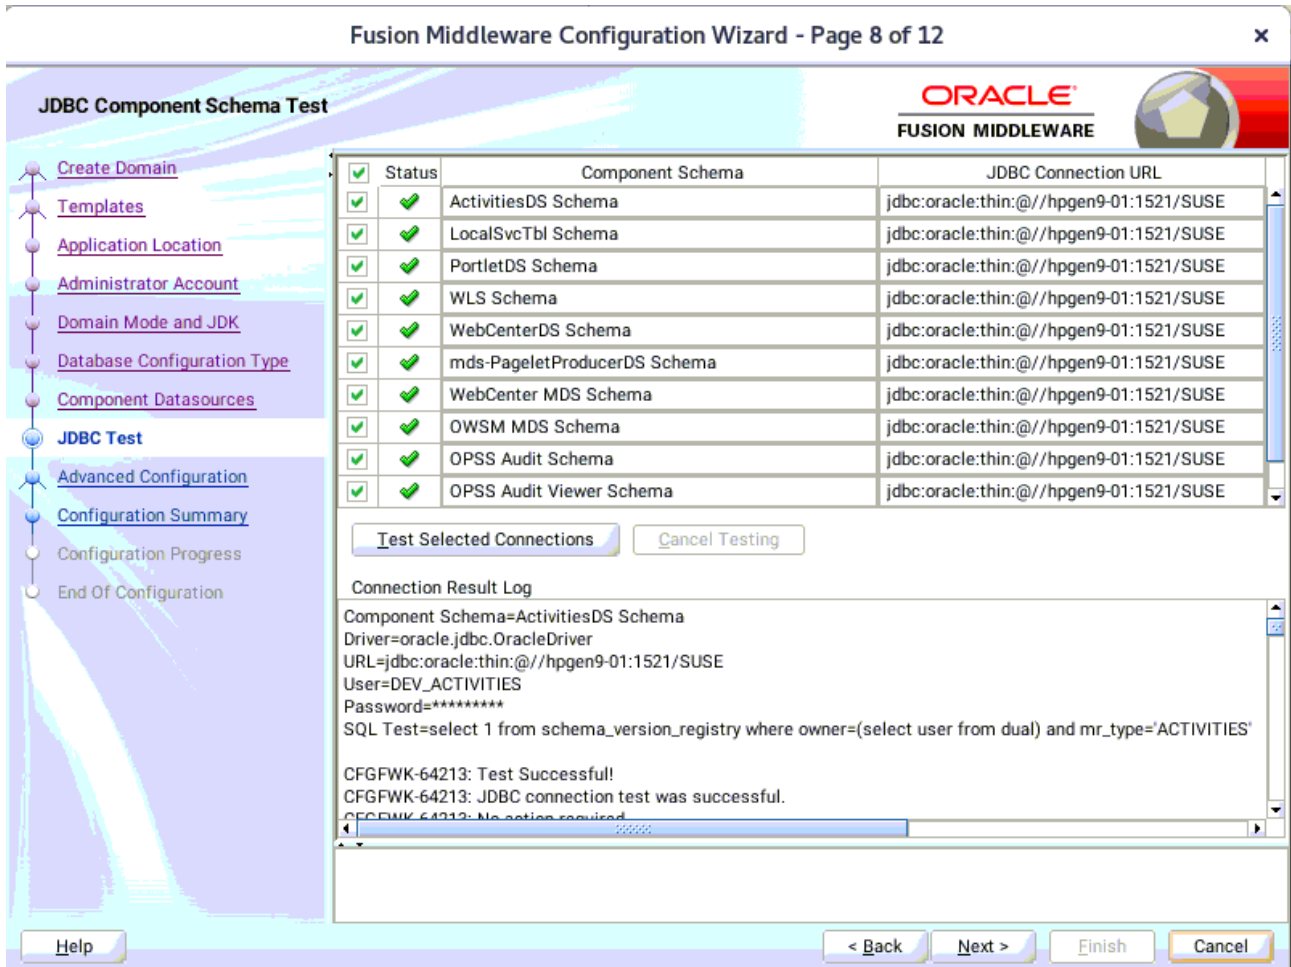 Fusion Middleware Configuration Wizard - Page 8 of 12
JDBC Component Schema Test
ORACLE
FUSION MIDDLEWARE
Create Domain
Templates
Application Location
Administrator Account
Domain Mode and JDK
Database Configuration Type
Component Datasources
JDBC Test
Advanced Configuration
Configuration Summary
Configuration Progress
End Of Configuration
Status Component Schema JDBC Connection URL
ActivitiesDS Schema jdbc:oracle:thin:@//hpgen9-01:1521/SUSE
LocalSvcTbl Schema jdbc:oracle:thin:@//hpgen9-01:1521/SUSE
PortletDS Schema jdbc:oracle:thin:@//hpgen9-01:1521/SUSE
WLS Schema jdbc:oracle:thin:@//hpgen9-01:1521/SUSE
WebCenterDS Schema jdbc:oracle:thin:@//hpgen9-01:1521/SUSE
mds-PageletProducerDS Schema jdbc:oracle:thin:@//hpgen9-01:1521/SUSE
WebCenter MDS Schema jdbc:oracle:thin:@//hpgen9-01:1521/SUSE
OWSM MDS Schema jdbc:oracle:thin:@//hpgen9-01:1521/SUSE
OPSS Audit Schema jdbc:oracle:thin:@//hpgen9-01:1521/SUSE
OPSS Audit Viewer Schema jdbc:oracle:thin:@//hpgen9-01:1521/SUSE
Test Selected Connections Cancel Testing
Connection Result Log
Component Schema=ActivitiesDS Schema
Driver=oracle.jdbc.OracleDriver
URL=jdbc:oracle:thin:@//hpgen9-01:1521/SUSE
User=DEV_ACTIVITIES
Password=*********
SQL Test=select 1 from schema_version_registry where owner=(select user from dual) and mr_type='ACTIVITIES'
CFGFWK-64213: Test Successful!
CFGFWK-64213: JDBC connection test was successful.
CFGFWK-64213: No action required
Help < Back Next > Finish Cancel